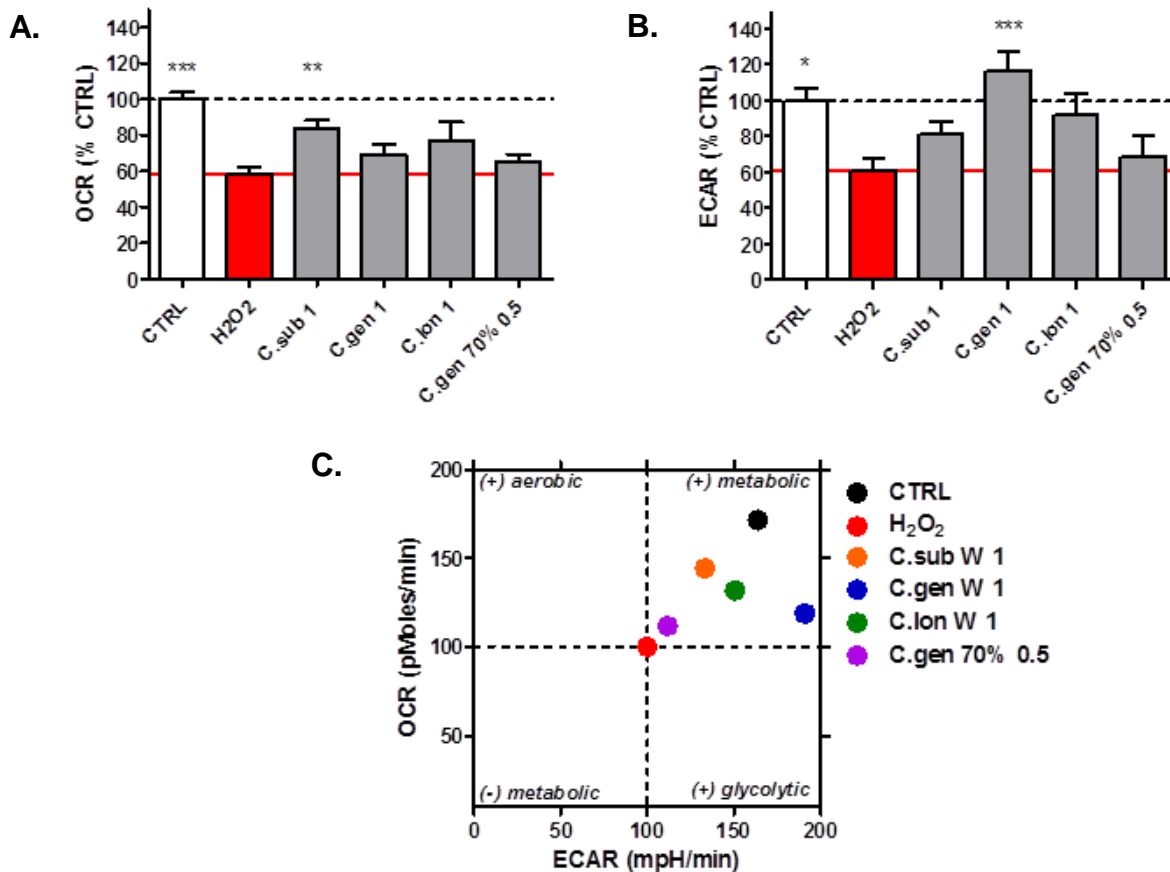 A.
OCR (% CTRL)
140
120
100
80
60
40
20
0
***
**
CTRL
H2O2
C.sub 1
C.gen 1
C.lon 1
C.gen 70% 0.5
B.
ECAR (% CTRL)
140
120
100
80
60
40
20
0
*
***
CTRL
H2O2
C.sub 1
C.gen 1
C.lon 1
C.gen 70% 0.5
C.
OCR (pMoles/min)
200
150
100
50
(+) aerobic
(+) metabolic
(-) metabolic
(+) glycolytic
0
50
100
150
200
ECAR (mpH/min)
CTRL
H₂O₂
C.sub W 1
C.gen W 1
C.lon W 1
C.gen 70% 0.5